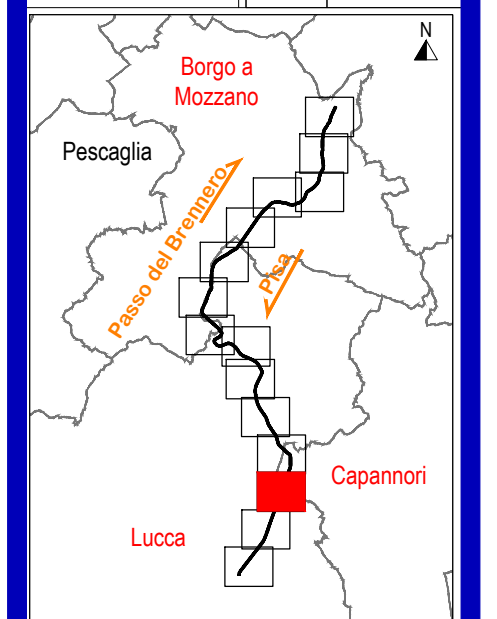 N
Borgo a
Mozzano
Pescaglia
Passo del Brennero
Pisa
Capannori
Lucca